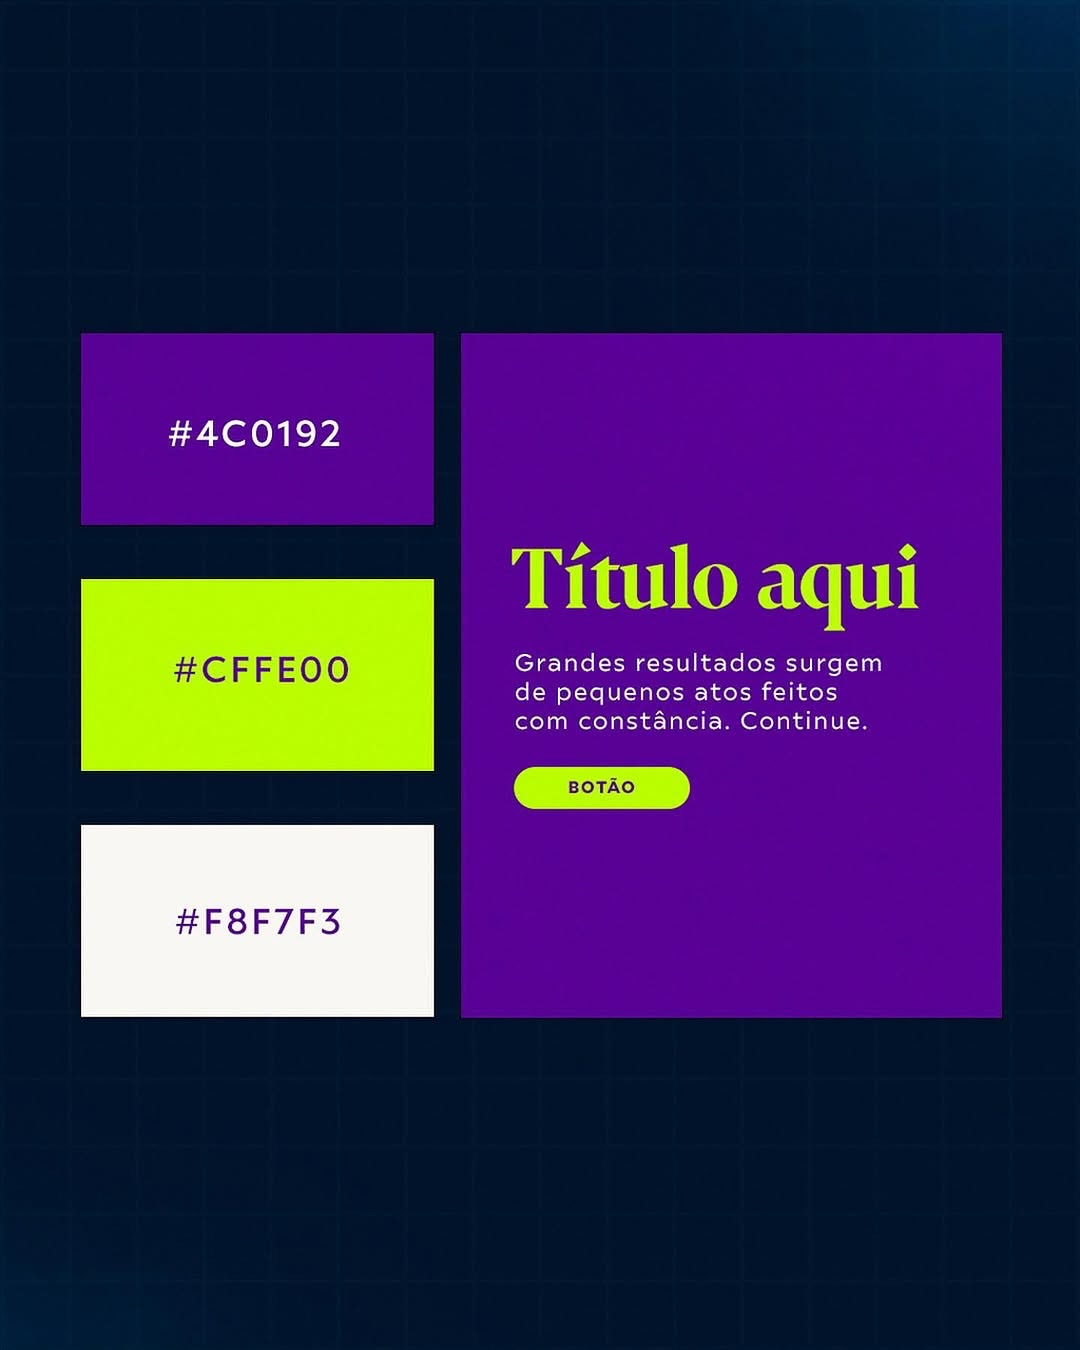 #4C0192
#CFFE00
#F8F7F3
Título aqui
Grandes resultados surgem
de pequenos atos feitos
com constância. Continue.
BOTÃO